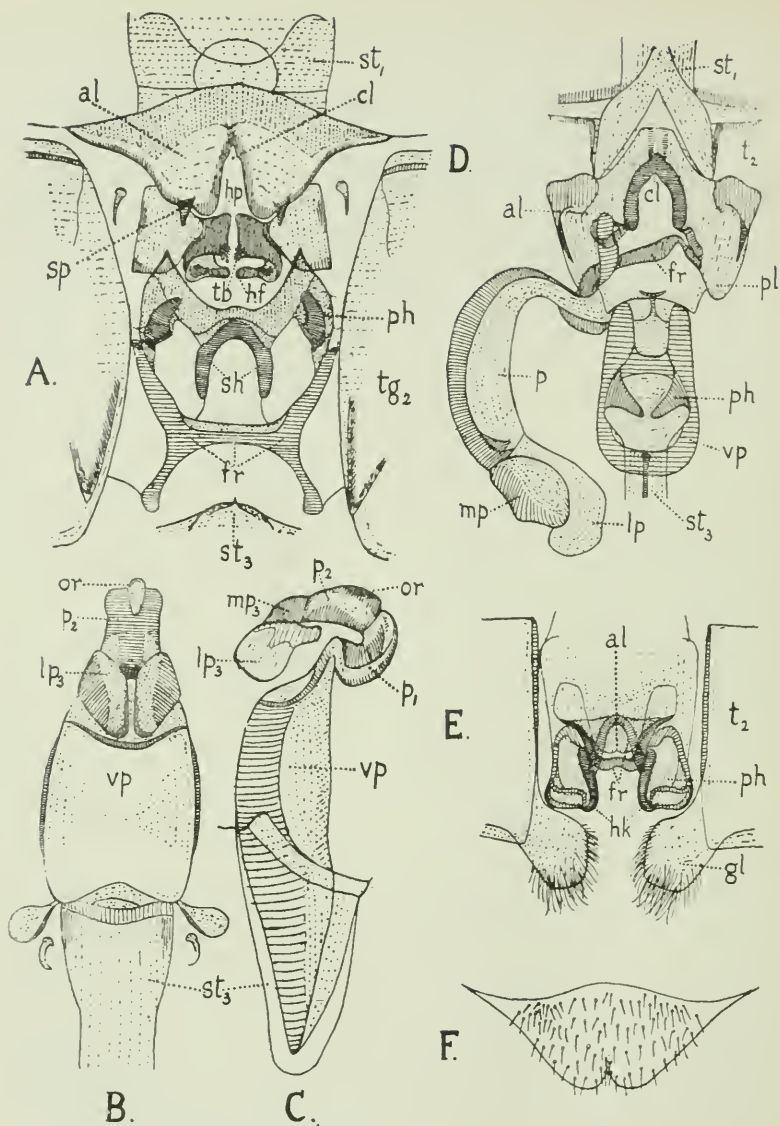 st₁
al
cl
hp
sp
tb
hf
ph
A.
sh
tg₂
fr
st₃
st₁
D.
t₂
al
cl
fr
pl
p
ph
vp
mp
lp
st₃
or
p₂
lp₃
vp
st₃
B.
p₂
mp₃
or
lp₃
p₁
vp
C.
al
E.
t₂
fr
ph
hk
gl
F.